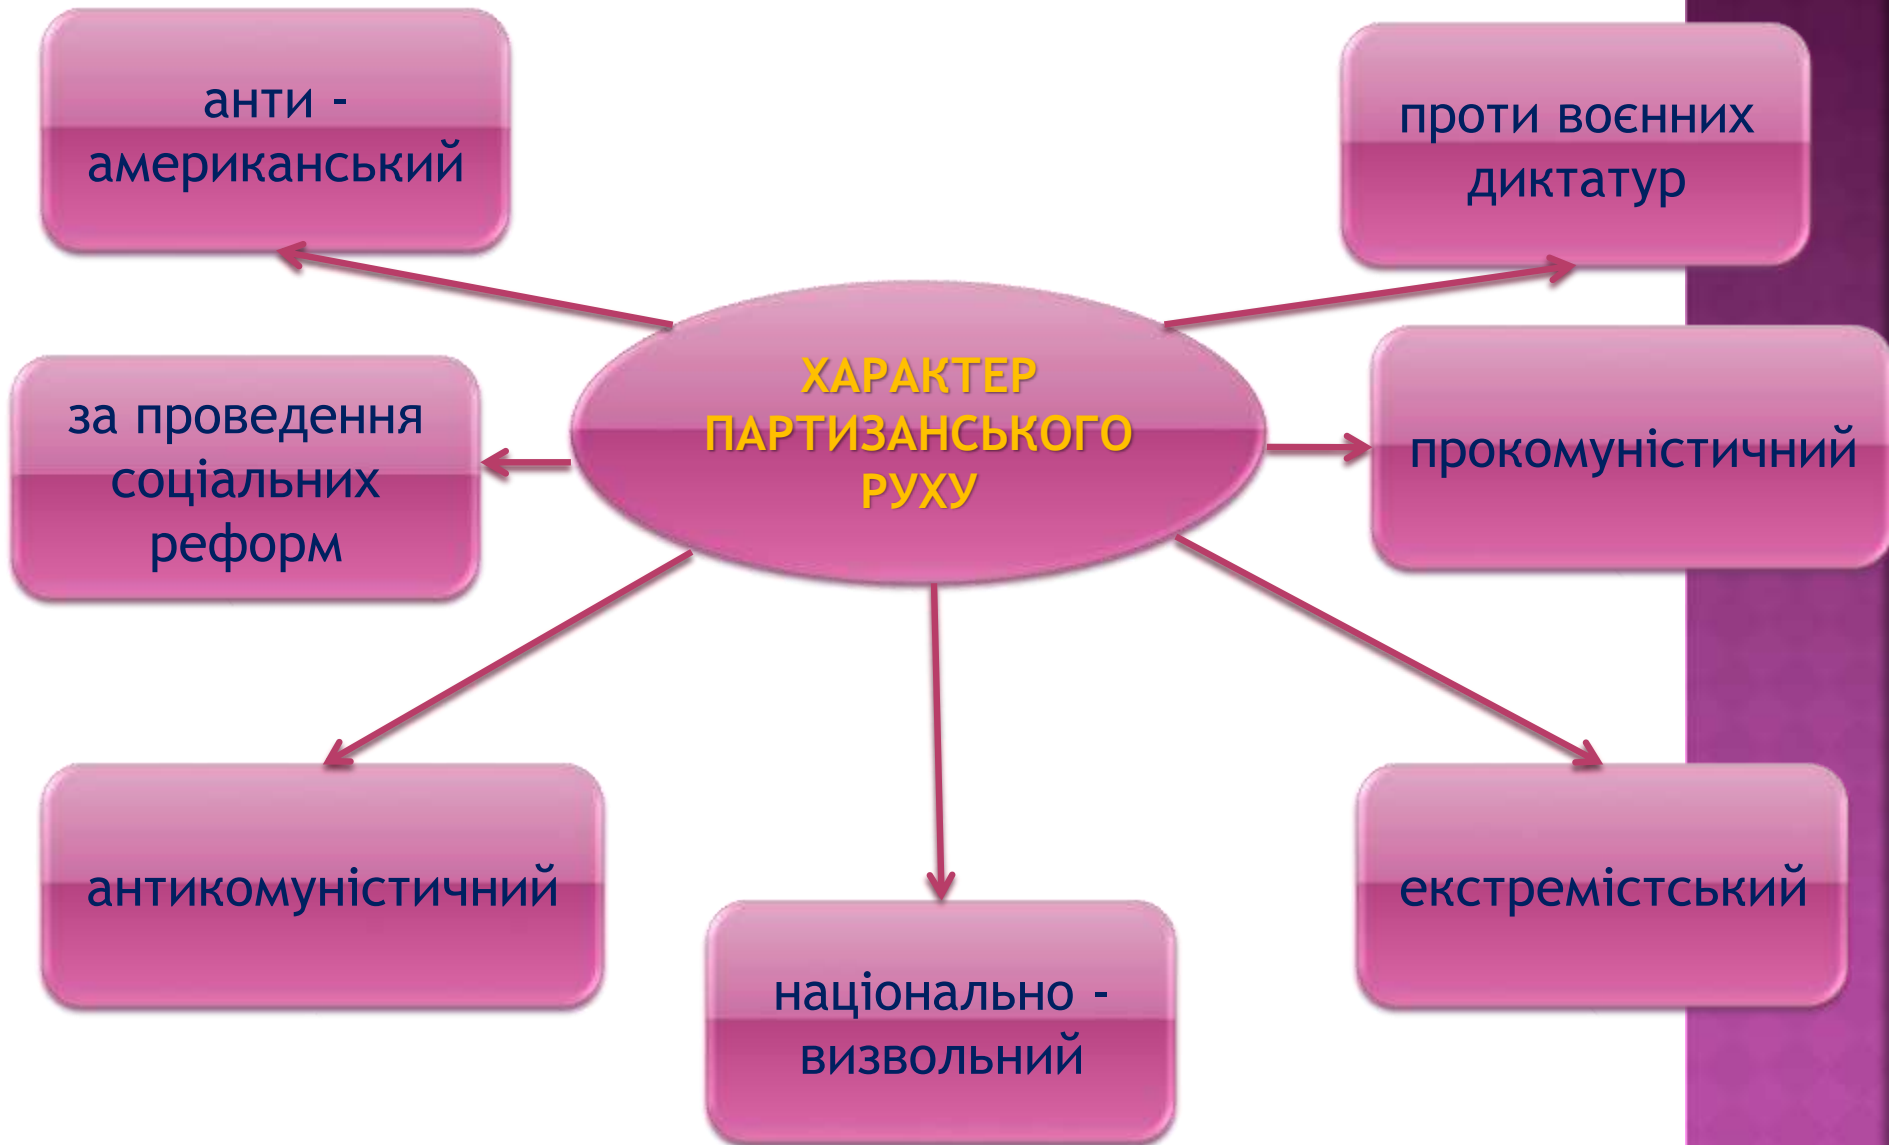 анти -
американський
проти воєнних
диктатур
ХАРАКТЕР
ПАРТИЗАНСЬКОГО
РУХУ
за проведення
соціальних
реформ
прокомуністичний
антикомуністичний
національно -
визвольний
екстремістський